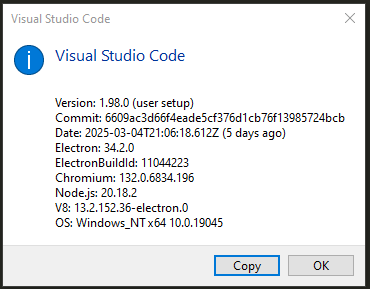 Visual Studio Code
Visual Studio Code
Version: 1.98.0 (user setup)
Commit: 6609ac3d66f4eade5cf376d1cb76f13985724bcb
Date: 2025-03-04T21:06:18.612Z (5 days ago)
Electron: 34.2.0
ElectronBuildId: 11044223
Chromium: 132.0.6834.196
Node.js: 20.18.2
V8: 13.2.152.36-electron.0
OS: Windows_NT x64 10.0.19045
Copy
OK